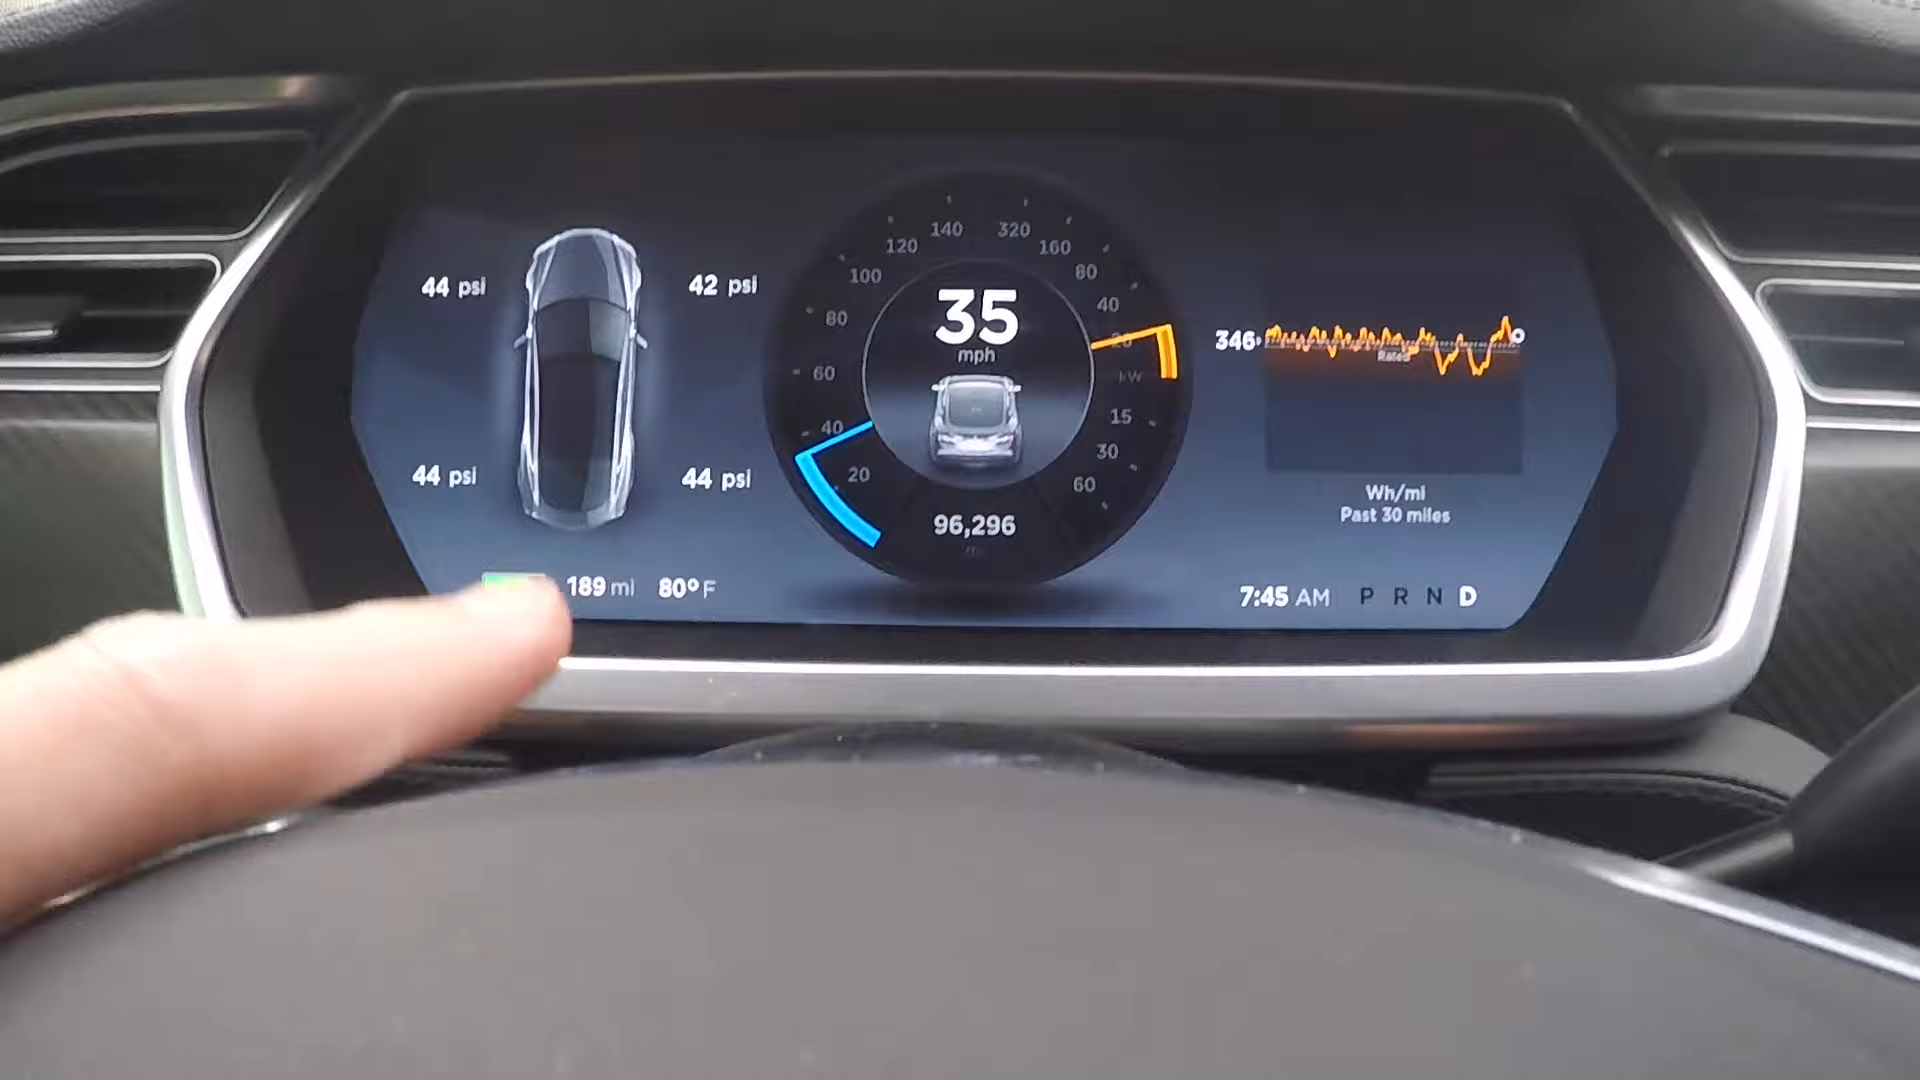 44 psi
42 psi
44 psi
44 psi
189 mi 80° F
140 320
120 160
100 80
80 40
60 kW
40 15
20 30
60
35
mph
96,296
346
Rated
Wh/mi
Past 30 miles
7:45 AM P R N D